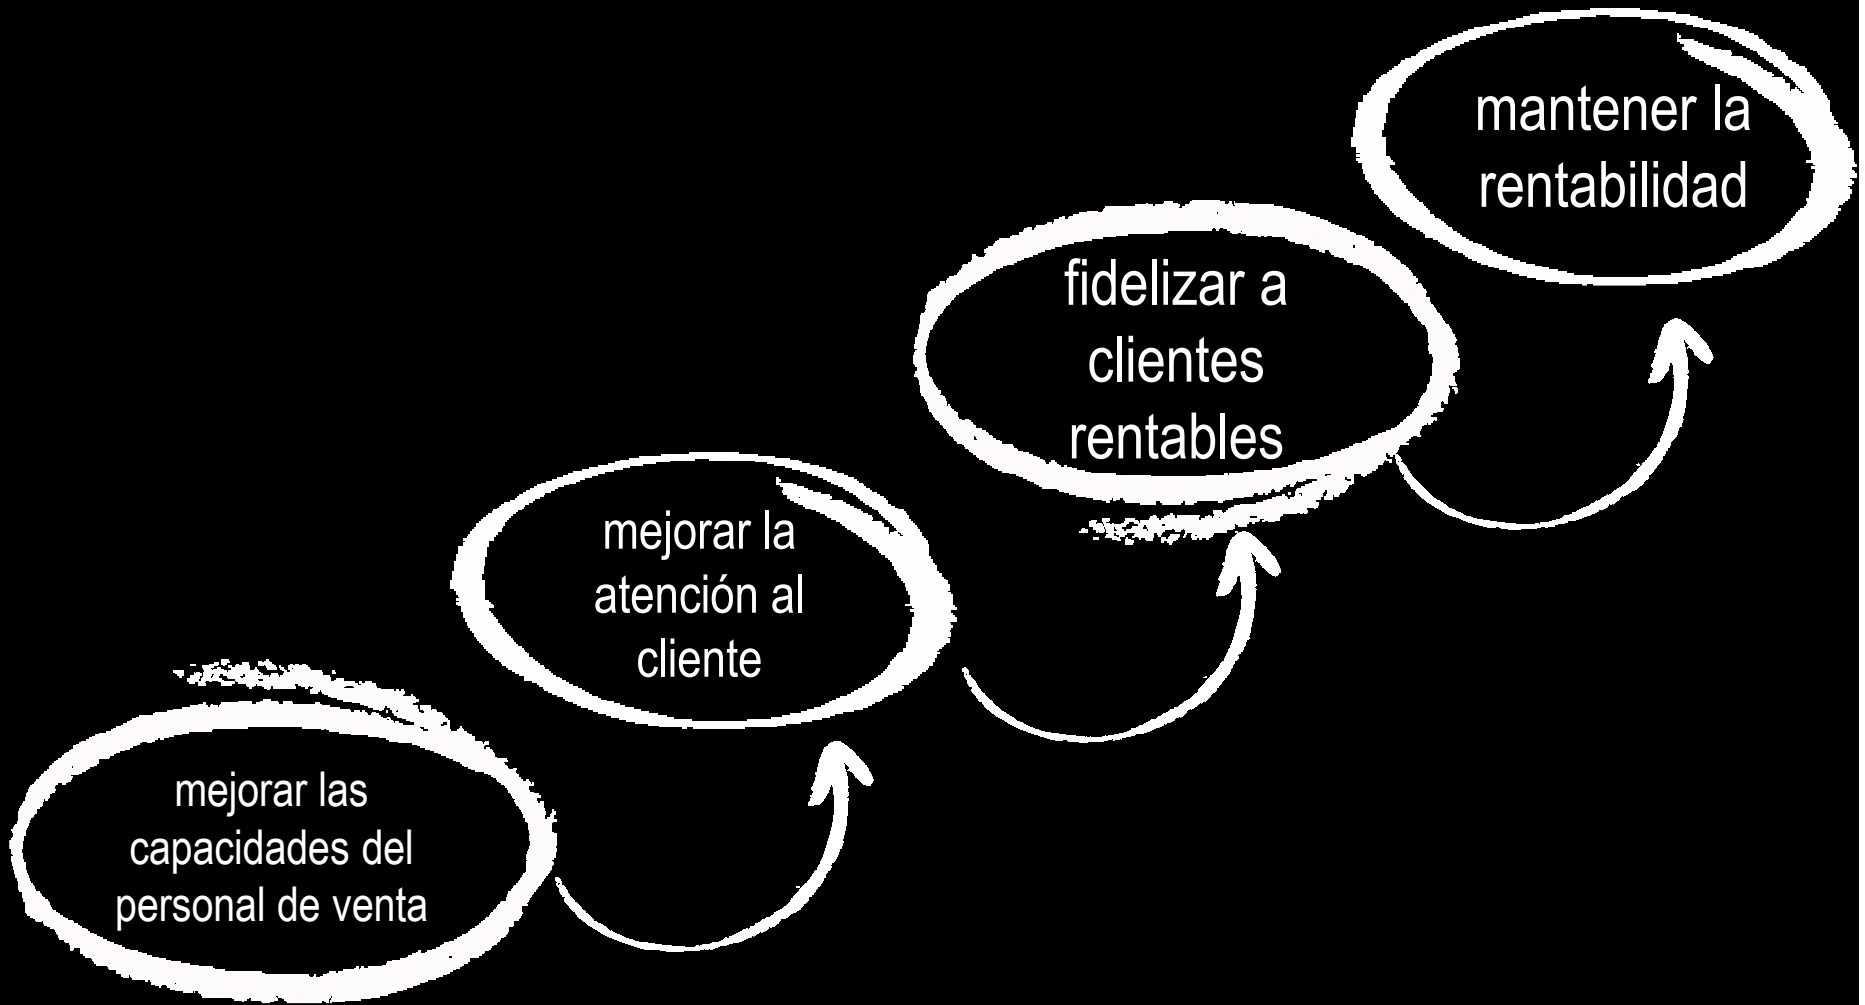 mantener la
rentabilidad
fidelizar a
clientes
rentables
mejorar la
atención al
cliente
mejorar las
capacidades del
personal de venta